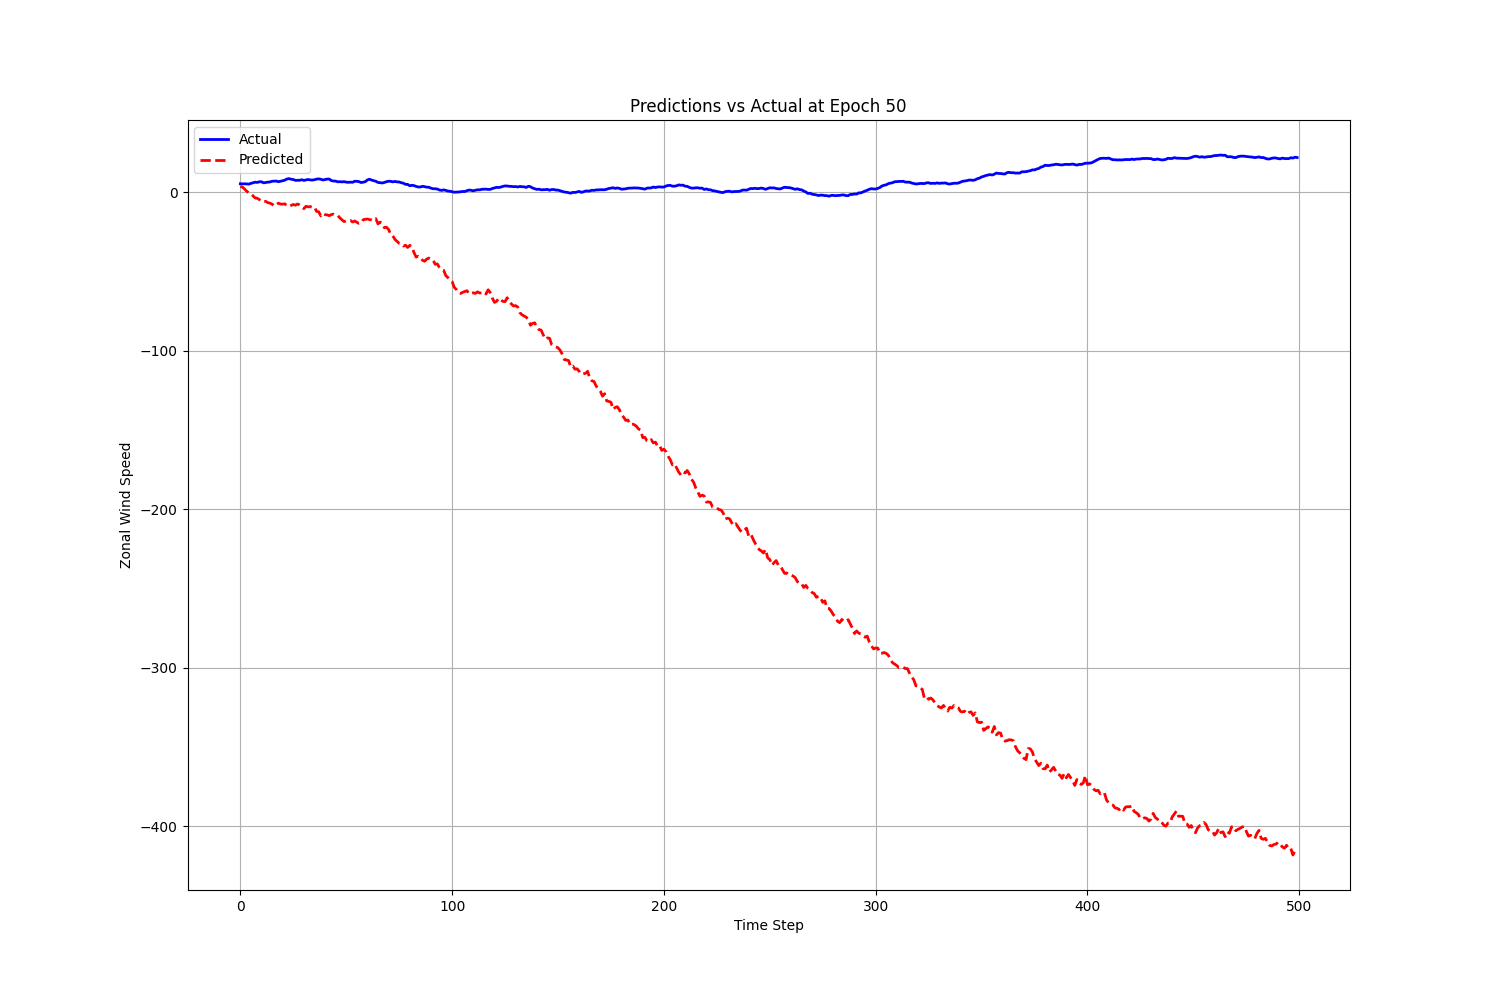 Predictions vs Actual at Epoch 50
Actual
Predicted
Zonal Wind Speed
0
−100
−200
−300
−400
0 100 200 300 400 500
Time Step